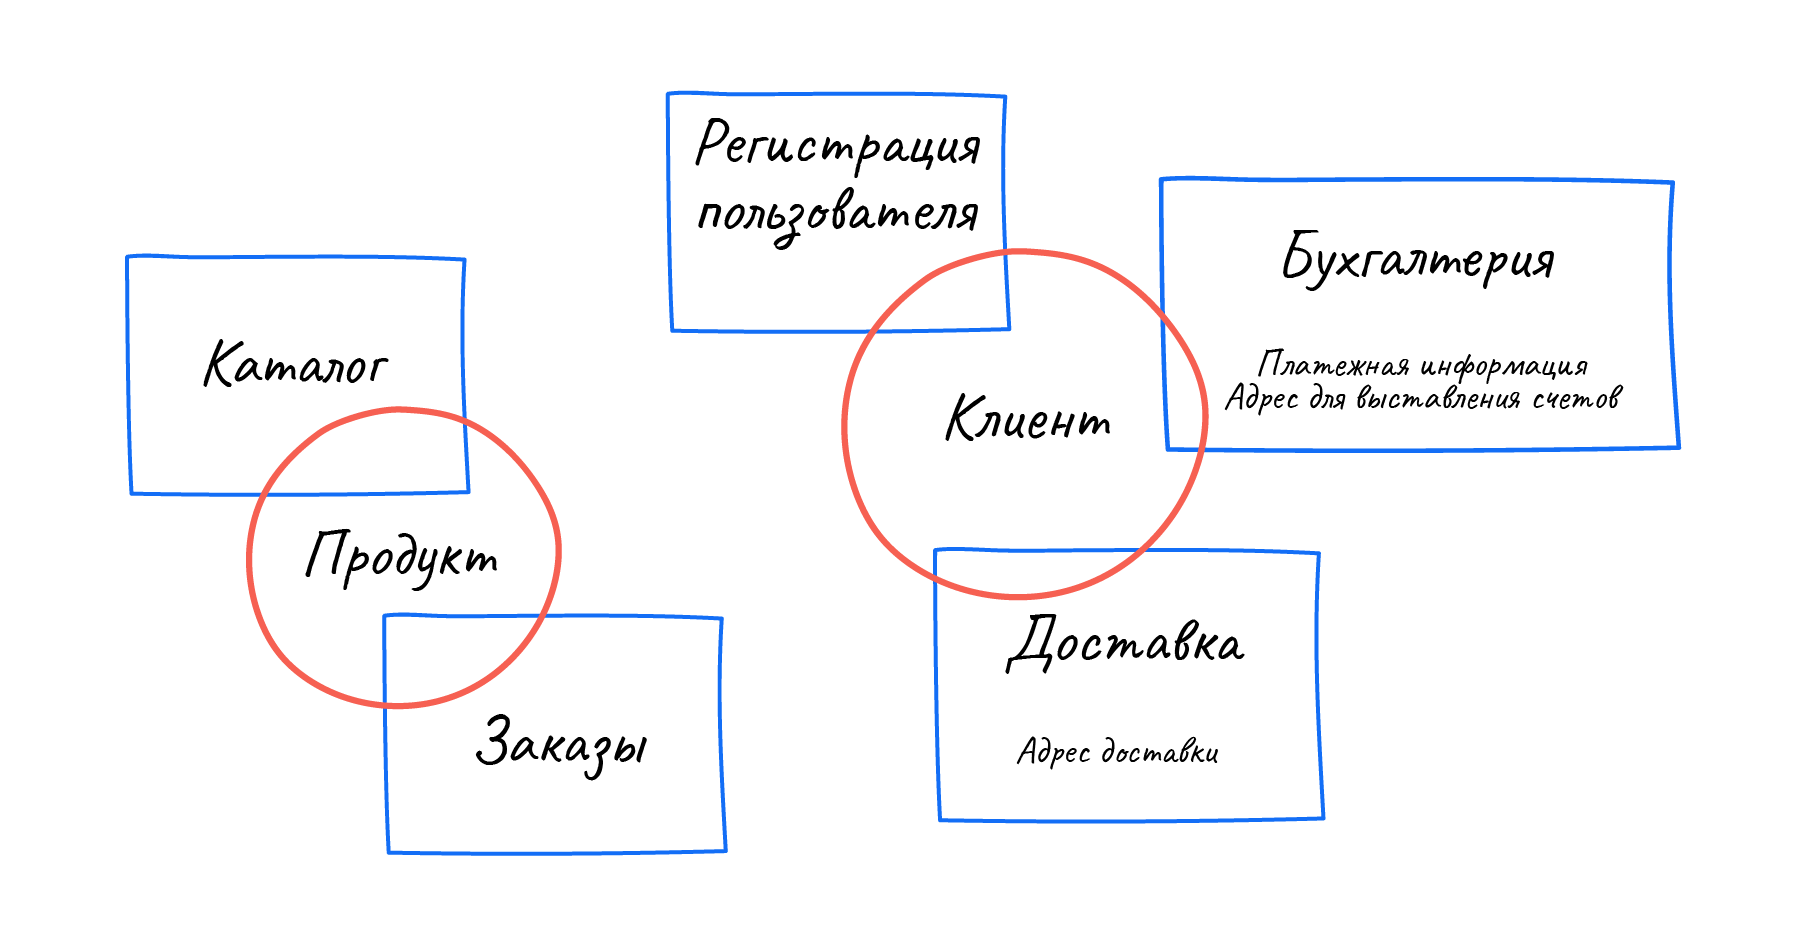 Регистрация
пользователя
Бухгалтерия
Платежная информация
Адрес для выставления счетов
Каталог
Клиент
Продукт
Доставка
Заказы
Адрес доставки